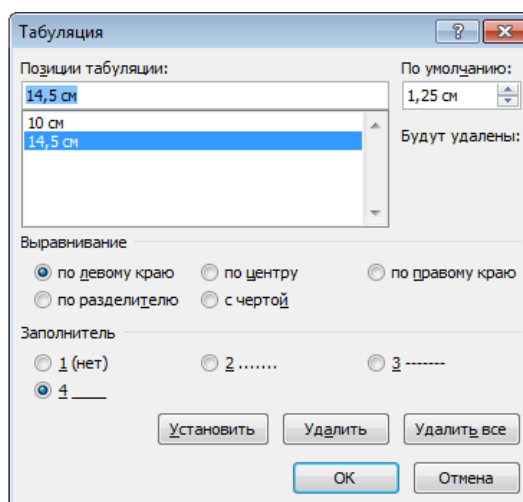 Табуляция
Позиции табуляции:
По умолчанию:
14,5 см
1,25 см
10 см
14,5 см
Будут удалены:
Выравнивание
по левому краю
по центру
по правому краю
по разделителю
с чертой
Заполнитель
1 (нет)
2 .......
3 -------
4 ____
Установить
Удалить
Удалить все
ОК
Отмена